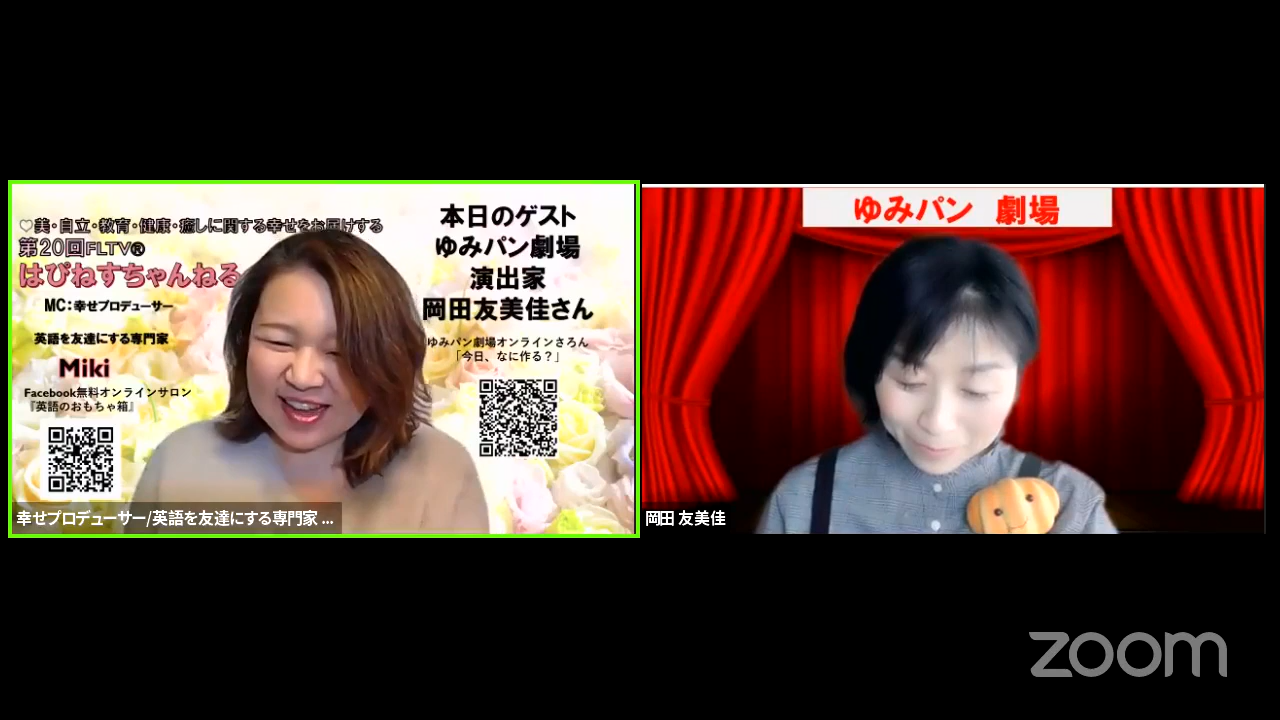 ♡美・自立・教育・健康・癒しに関する幸せをお届けする
第20回FLTV®
はぴねすちゃんねる
MC:幸せプロデューサー
英語を友達にする専門家
Miki
Facebook無料オンラインサロン
『英語のおもちゃ箱』
本日のゲスト
ゆみパン劇場
演出家
岡田友美佳さん
ゆみパン劇場オンラインさろん
「今日、なに作る？」
幸せプロデューサー/英語を友達にする専門家 ...
ゆみパン 劇場
岡田 友美佳
zoom